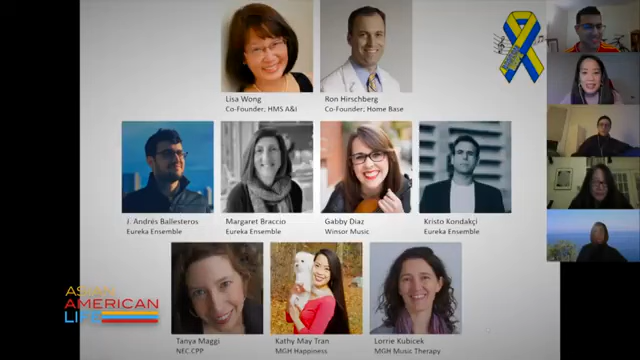 Lisa Wong
Co-Founder, HMS A&I
Ron Hirschberg
Co-Founder, Home Base
J. Andrés Ballesteros
Eureka Ensemble
Margaret Braccio
Eureka Ensemble
Gabby Diaz
Winsor Music
Kristo Kondakçi
Eureka Ensemble
Tanya Maggi
NEC CPP
Kathy May Tran
MGH Happiness
Lorrie Kubicek
MGH Music Therapy
ASIAN
AMERICAN
LIFE